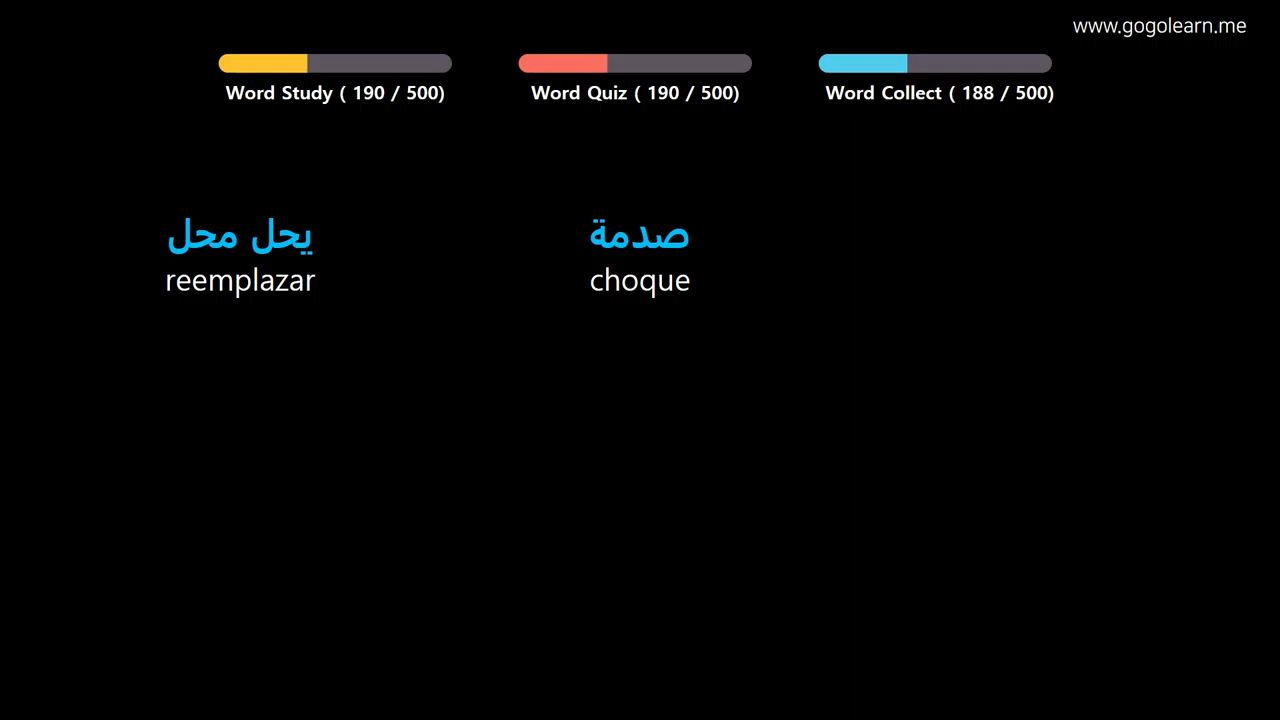 www.gogolearn.me
Word Study ( 190 / 500)
Word Quiz ( 190 / 500)
Word Collect ( 188 / 500)
يحل محل
reemplazar
صدمة
choque